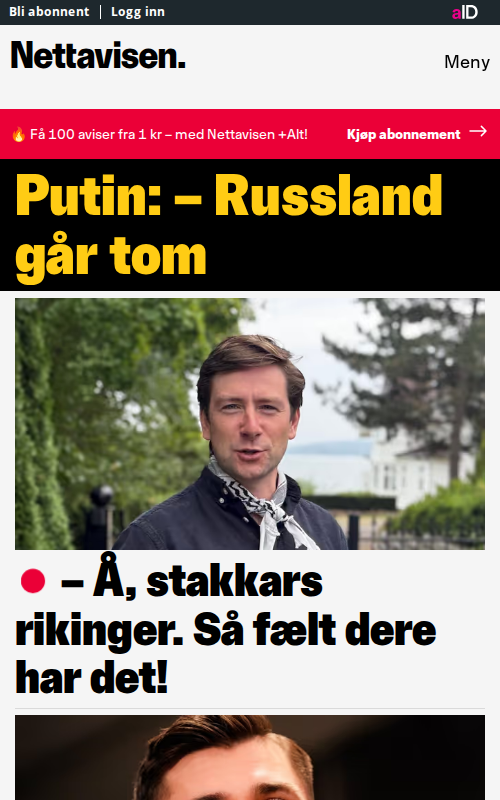 Bli abonnent | Logg inn
aID
Nettavisen.
Meny
🔥 Få 100 aviser fra 1 kr – med Nettavisen +Alt!
Kjøp abonnement →
Putin: – Russland
går tom
– Å, stakkars
rikinger. Så fælt dere
har det!